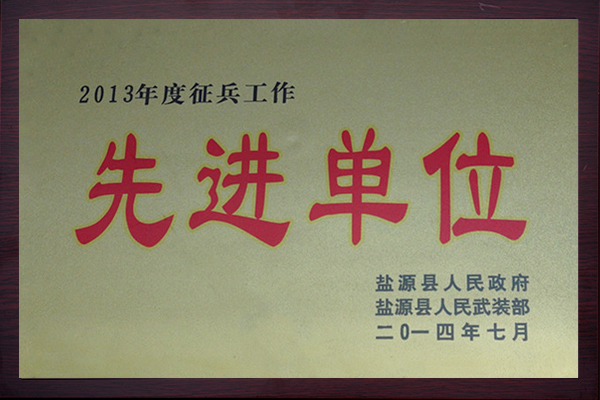 2013年度征兵工作
先进单位
盐源县人民政府
盐源县人民武装部
二0一四年七月